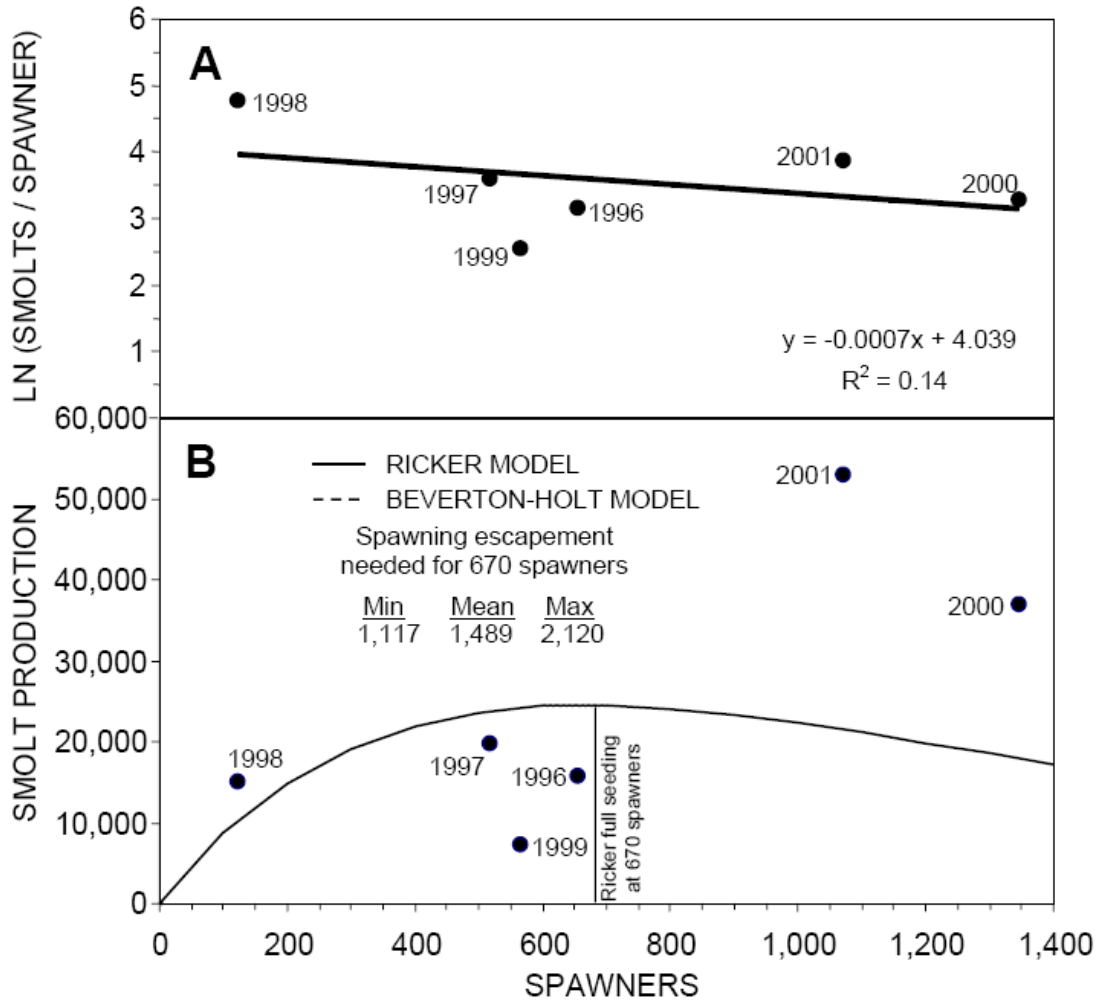 A
LN (SMOLTS / SPAWNER)
6
5
4
3
2
1
1998
1997
1999
1996
2001
2000
y = -0.0007x + 4.039
R² = 0.14
B
SMOLT PRODUCTION
60,000
50,000
40,000
30,000
20,000
10,000
0
RICKER MODEL
BEVERTON-HOLT MODEL
Spawning escapement
needed for 670 spawners
Min Mean Max
1,117 1,489 2,120
2001
2000
1998
1997
1996
1999
Ricker full seeding
at 670 spawners
0 200 400 600 800 1,000 1,200 1,400
SPAWNERS